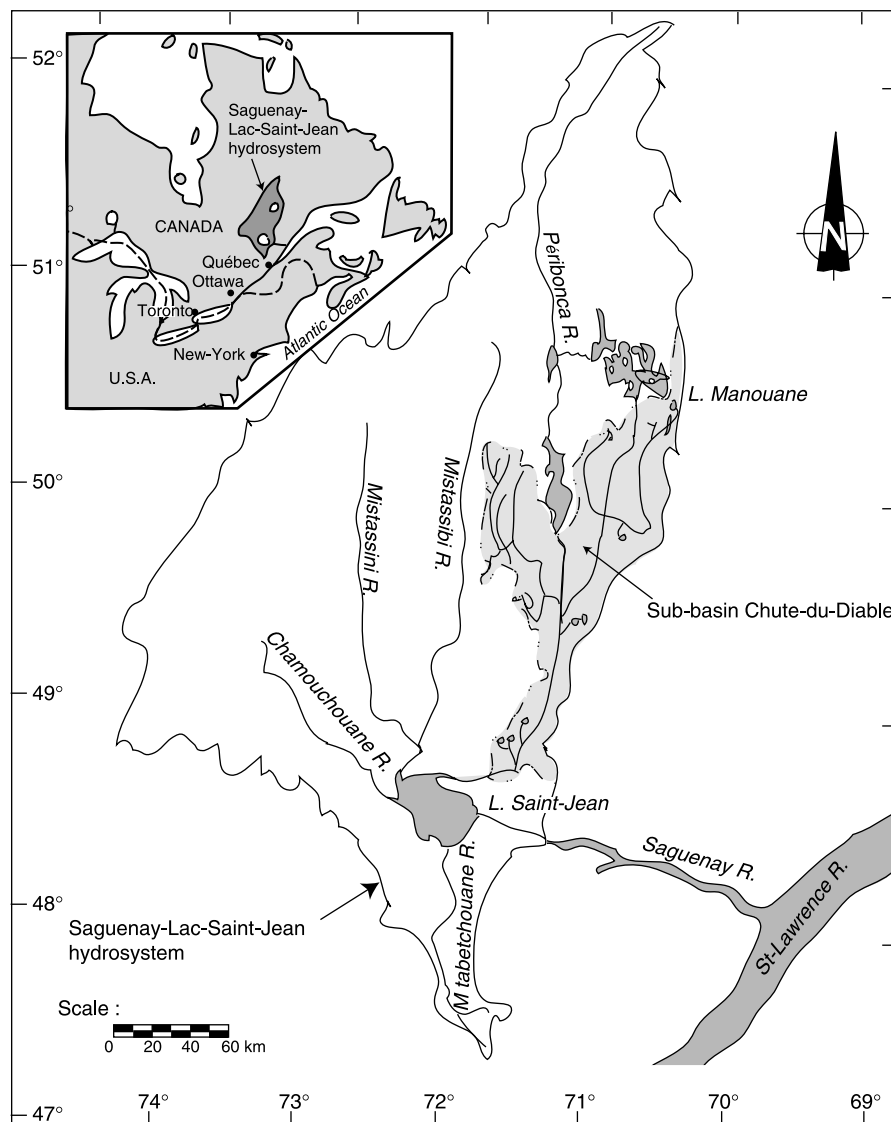 52°
51°
50°
49°
48°
47°
74°
73°
72°
71°
70°
69°
Saguenay-
Lac-Saint-Jean
hydrosystem
CANADA
Québec
Ottawa
Toronto
New-York
U.S.A.
Atlantic Ocean
N
Péribonca R.
L. Manouane
Mistassini R.
Mistassibi R.
Sub-basin Chute-du-Diable
Chamouchouane R.
L. Saint-Jean
Saguenay R.
St-Lawrence R.
M tabetchouane R.
Saguenay-Lac-Saint-Jean
hydrosystem
Scale :
0 20 40 60 km